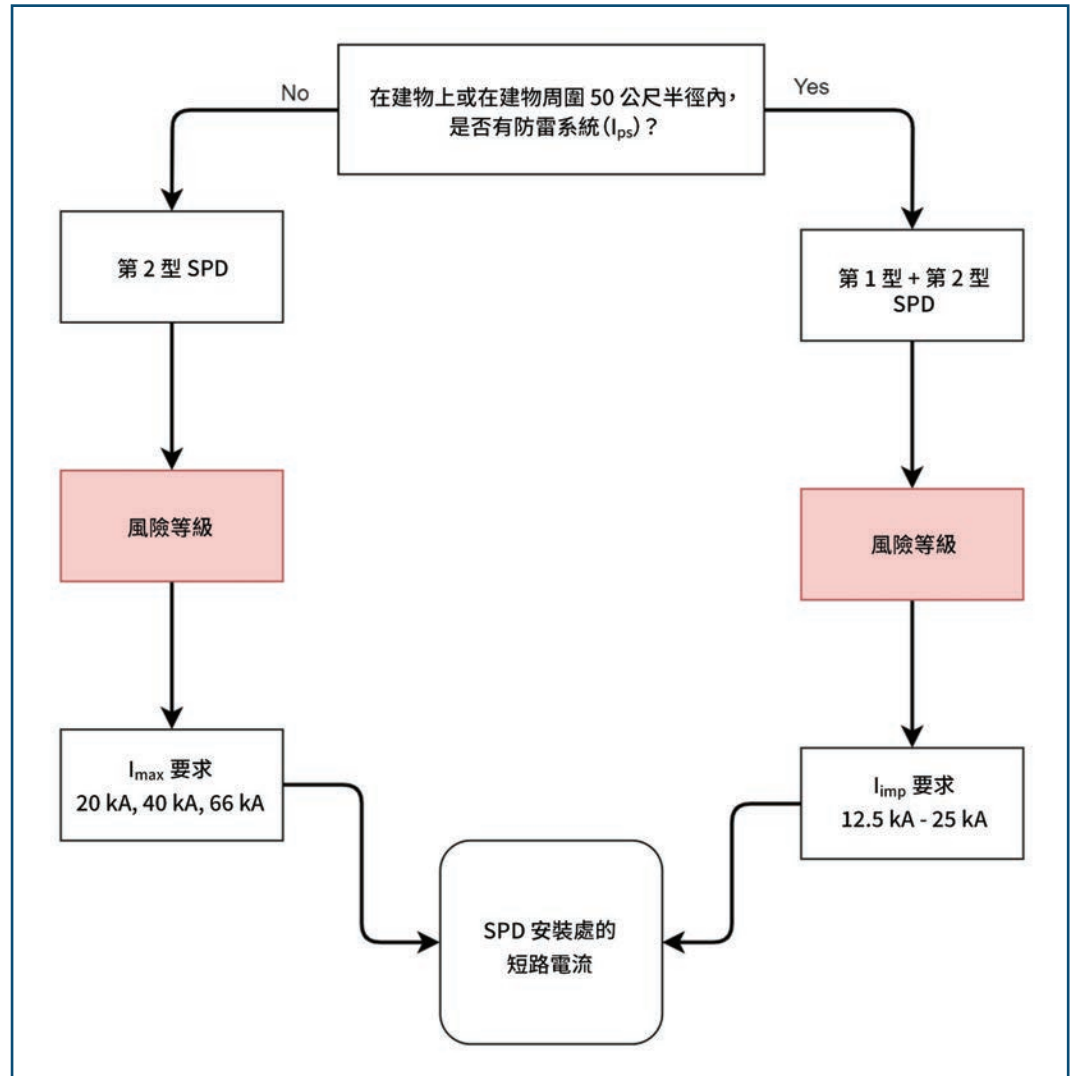 在建物上或在建物周圍 50 公尺半徑內，
是否有防雷系統(Ips)？
No
Yes
第 2 型 SPD
第 1 型 + 第 2 型
SPD
風險等級
風險等級
Imax 要求
20 kA, 40 kA, 66 kA
Iimp 要求
12.5 kA - 25 kA
SPD 安裝處的
短路電流